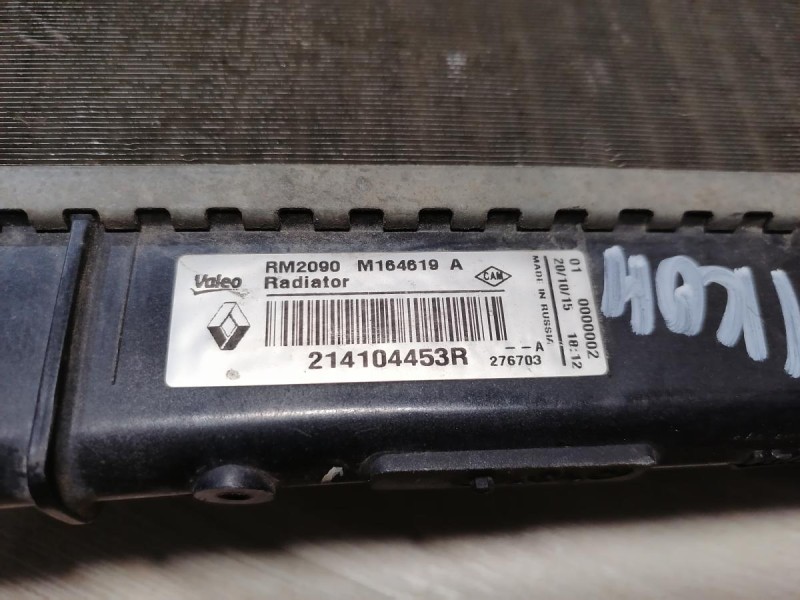 Valeo
RM2090 M164619 A
Radiator
CAM
214104453R
--A
276703
MADE IN RUSSIA
20/10/15 18:12
01 0000002